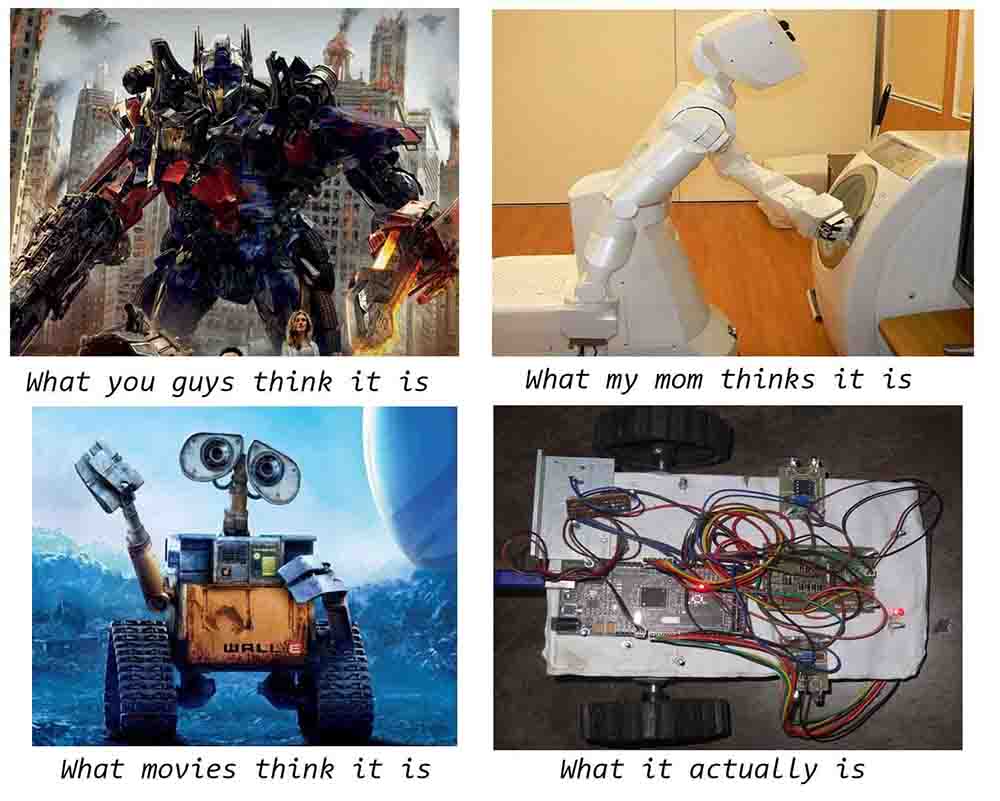 What you guys think it is
What my mom thinks it is
WALL•E
What movies think it is
What it actually is